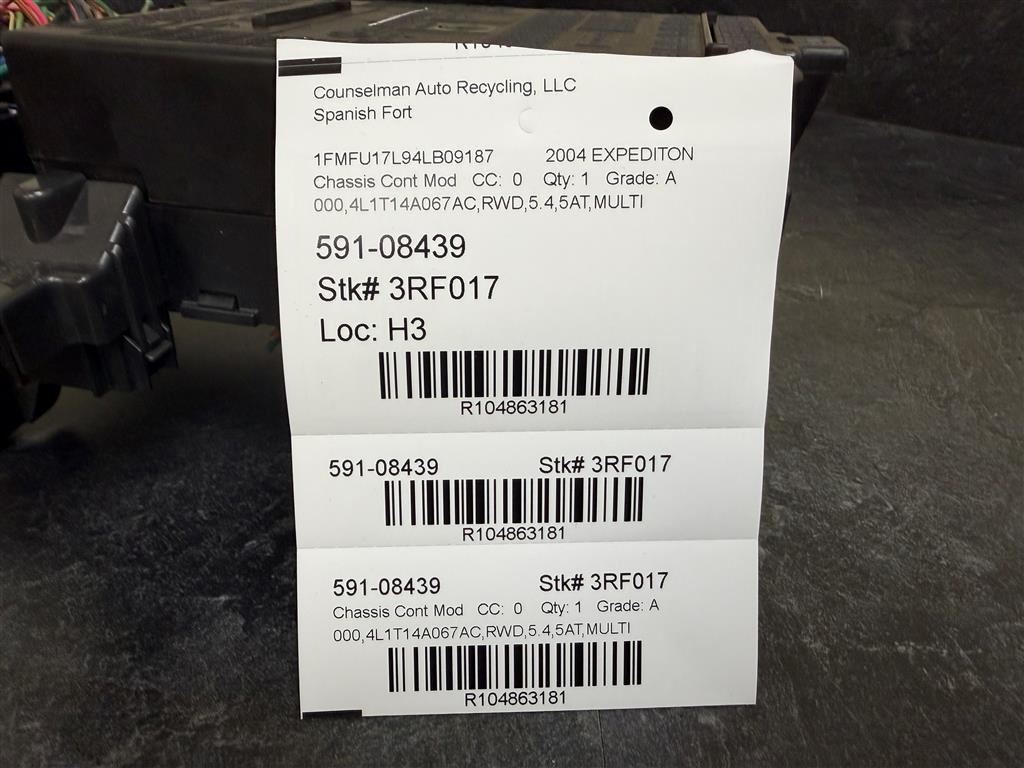 Counselman Auto Recycling, LLC
Spanish Fort
1FMFU17L94LB09187 2004 EXPEDITON
Chassis Cont Mod CC: 0 Qty: 1 Grade: A
000,4L1T14A067AC,RWD,5.4,5AT,MULTI
591-08439
Stk# 3RF017
Loc: H3
R104863181
591-08439 Stk# 3RF017
R104863181
591-08439 Stk# 3RF017
Chassis Cont Mod CC: 0 Qty: 1 Grade: A
000,4L1T14A067AC,RWD,5.4,5AT,MULTI
R104863181